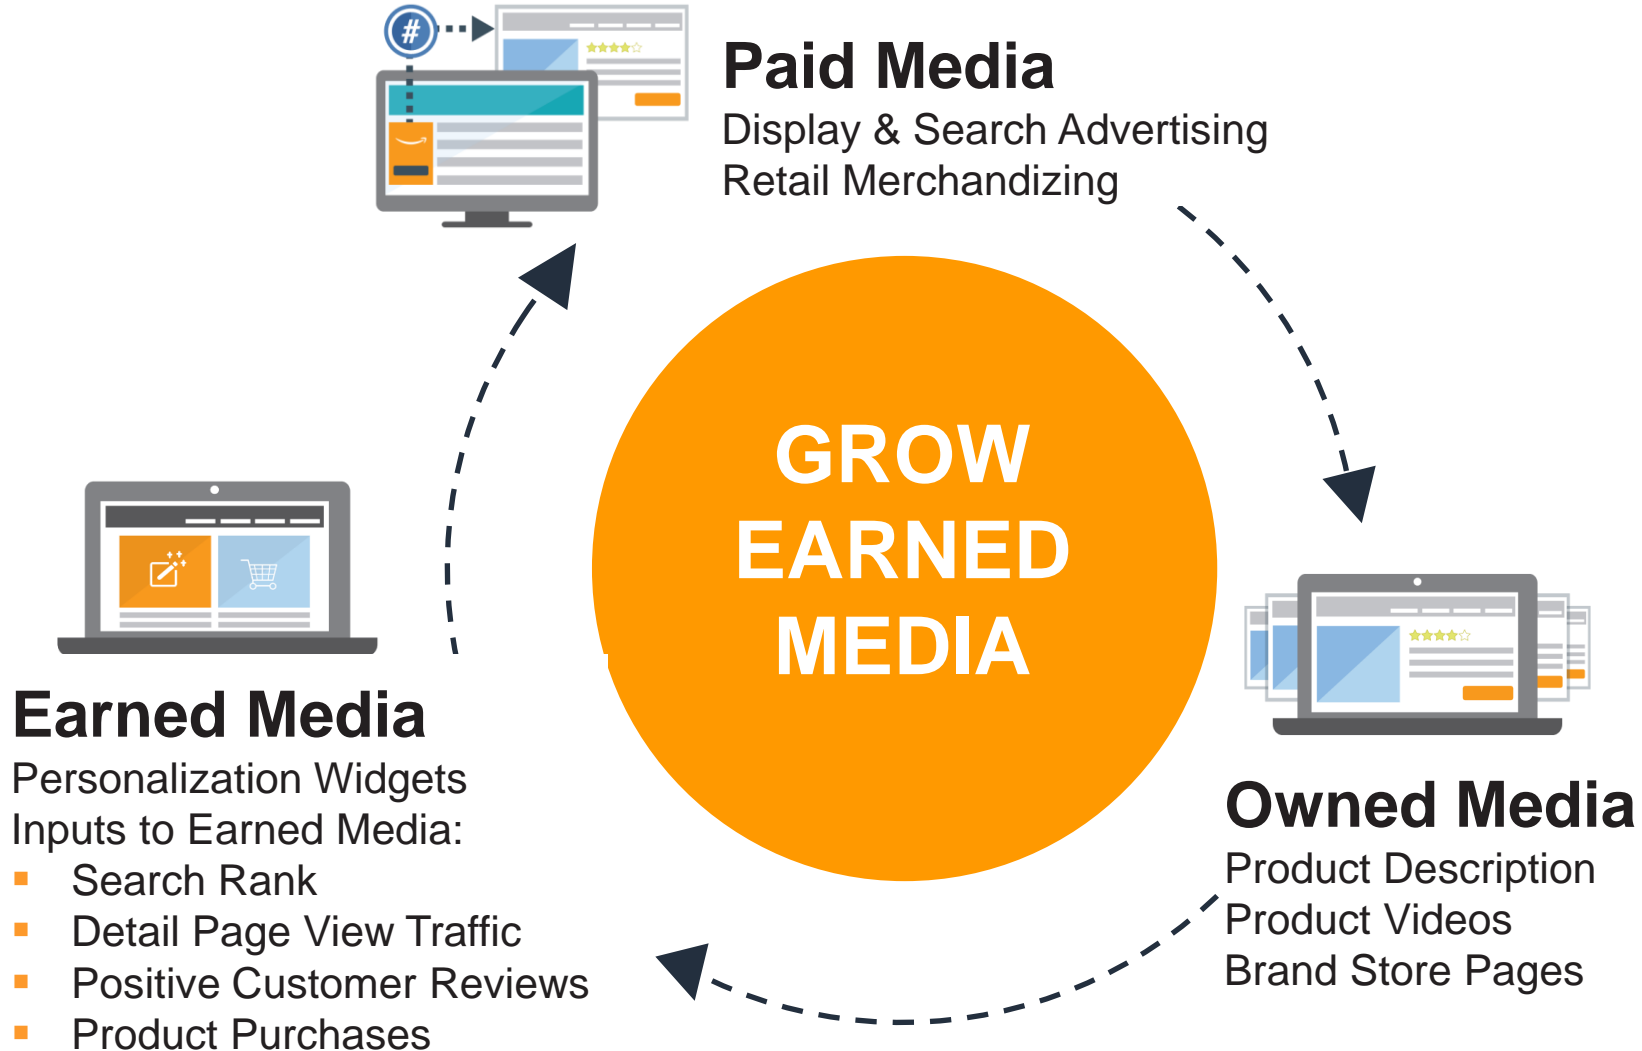 #
Paid Media
Display & Search Advertising
Retail Merchandizing
GROW
EARNED
MEDIA
Earned Media
Personalization Widgets
Inputs to Earned Media:
▪ Search Rank
▪ Detail Page View Traffic
▪ Positive Customer Reviews
▪ Product Purchases
Owned Media
Product Description
Product Videos
Brand Store Pages